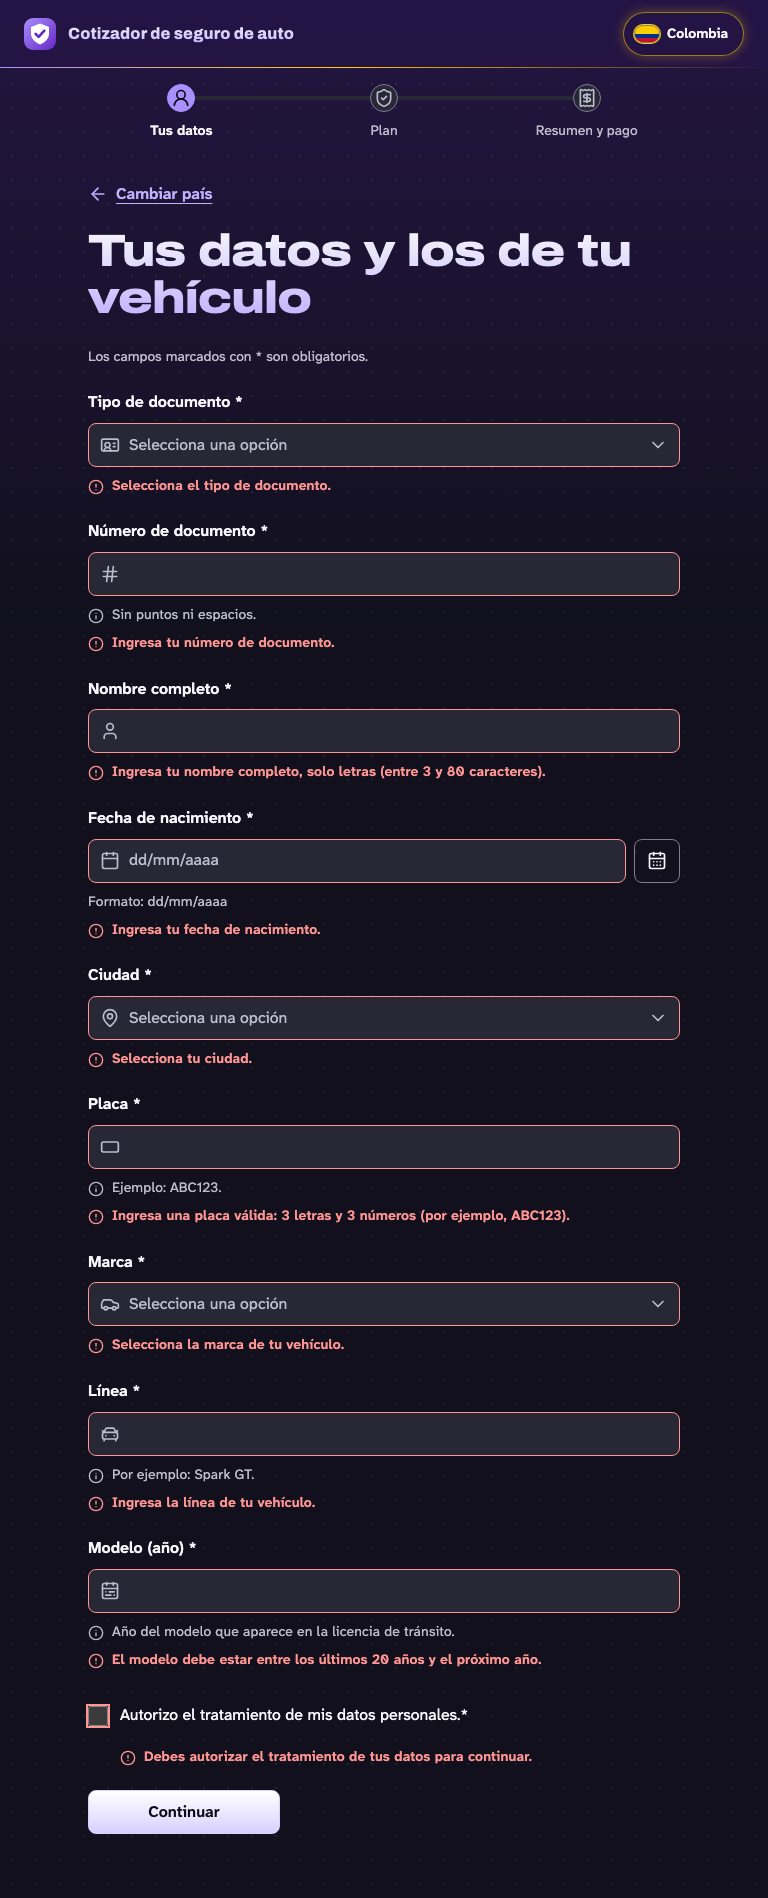 Cotizador de seguro de auto
Colombia
Tus datos
Plan
Resumen y pago
Cambiar país
Tus datos y los de tu
vehículo
Los campos marcados con * son obligatorios.
Tipo de documento *
Selecciona una opción
Selecciona el tipo de documento.
Número de documento *
Sin puntos ni espacios.
Ingresa tu número de documento.
Nombre completo *
Ingresa tu nombre completo, solo letras (entre 3 y 80 caracteres).
Fecha de nacimiento *
dd/mm/aaaa
Formato: dd/mm/aaaa
Ingresa tu fecha de nacimiento.
Ciudad *
Selecciona una opción
Selecciona tu ciudad.
Placa *
Ejemplo: ABC123.
Ingresa una placa válida: 3 letras y 3 números (por ejemplo, ABC123).
Marca *
Selecciona una opción
Selecciona la marca de tu vehículo.
Línea *
Por ejemplo: Spark GT.
Ingresa la línea de tu vehículo.
Modelo (año) *
Año del modelo que aparece en la licencia de tránsito.
El modelo debe estar entre los últimos 20 años y el próximo año.
Autorizo el tratamiento de mis datos personales.*
Debes autorizar el tratamiento de tus datos para continuar.
Continuar